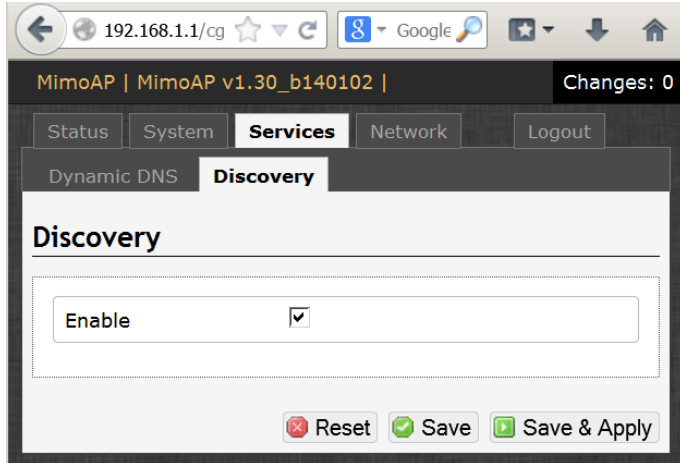 192.168.1.1/cg 8 Google
MimoAP | MimoAP v1.30_b140102 | Changes: 0
Status System Services Network Logout
Dynamic DNS Discovery
Discovery
Enable
Reset Save Save & Apply